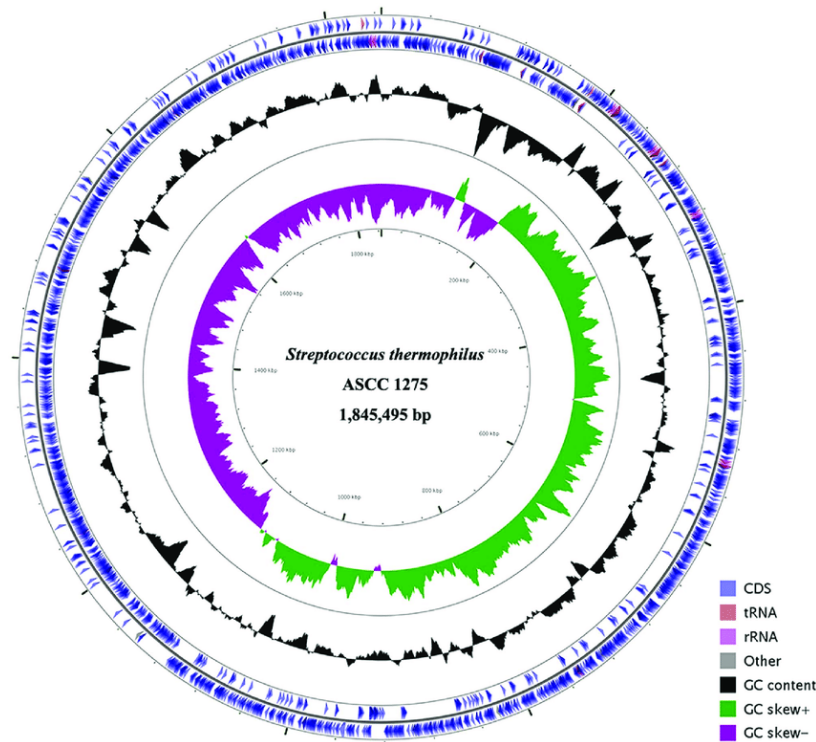 1800 kbp
200 kbp
1600 kbp
Streptococcus thermophilus
400 kbp
ASCC 1275
1400 kbp
1,845,495 bp
600 kbp
1200 kbp
1000 kbp
800 kbp
CDS
tRNA
rRNA
Other
GC content
GC skew+
GC skew−